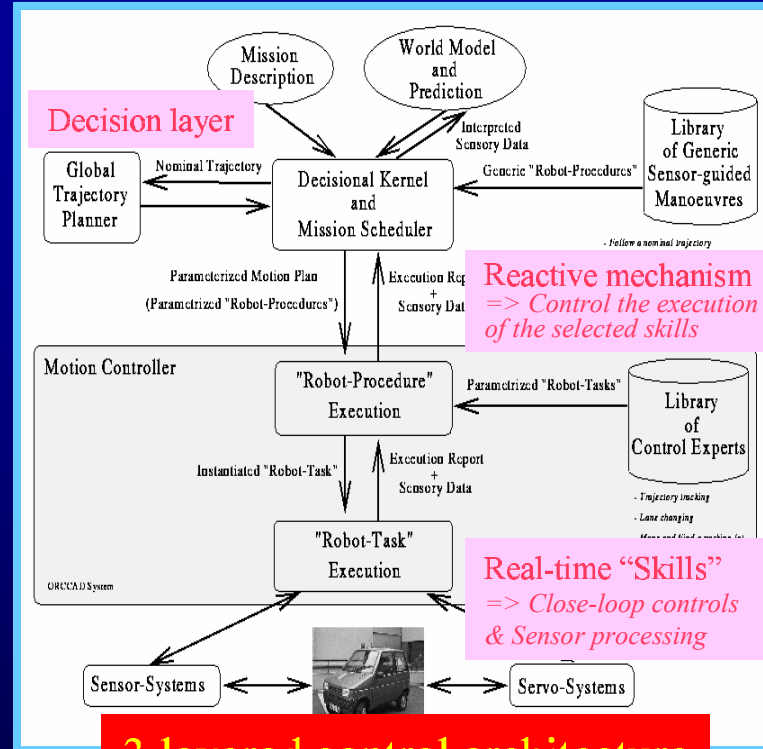 Mission
Description
World Model
and
Prediction
Decision layer
Interpreted
Sensory Data
Library
of Generic
Sensor-guided
Manoeuvres
Global
Trajectory
Planner
Nominal Trajectory
Decisional Kernel
and
Mission Scheduler
Generic "Robot-Procedures"
- Follow a nominal trajectory
Parameterized Motion Plan
(Parametrized "Robot-Procedures")
Execution
+
Sensory Data
Reactive mechanism
=> Control the execution
of the selected skills
Motion Controller
"Robot-Procedure"
Execution
Parametrized "Robot-Tasks"
Library
of
Control Experts
Instantiated "Robot-Task"
Execution Report
+
Sensory Data
- Trajectory tracking
- Lane changing
"Robot-Task"
Execution
Real-time “Skills”
=> Close-loop controls
& Sensor processing
ORCCAD System
Sensor-Systems
Servo-Systems
3-layered control architecture